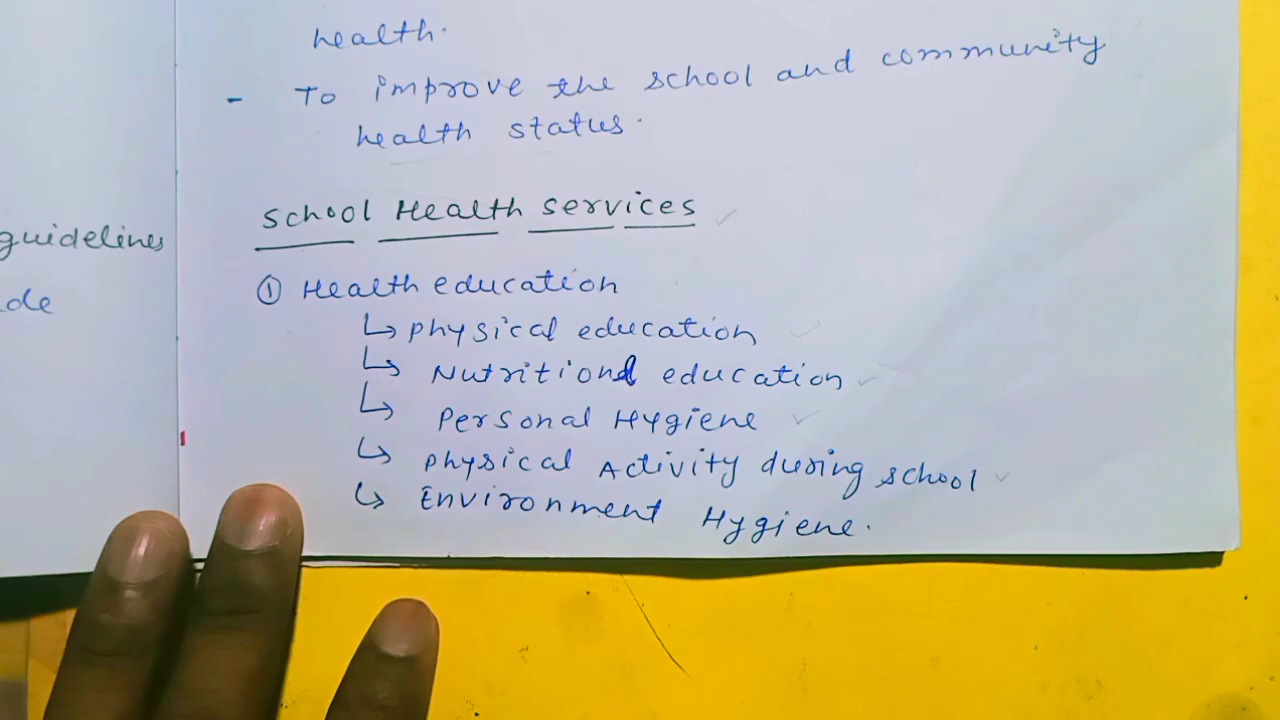 health.
- To improve the school and community
health status.
guidelines
de
School Health services
① Health education
↳ Physical education
↳ Nutritional education
↳ Personal Hygiene
↳ Physical Activity during school
↳ Environment Hygiene.